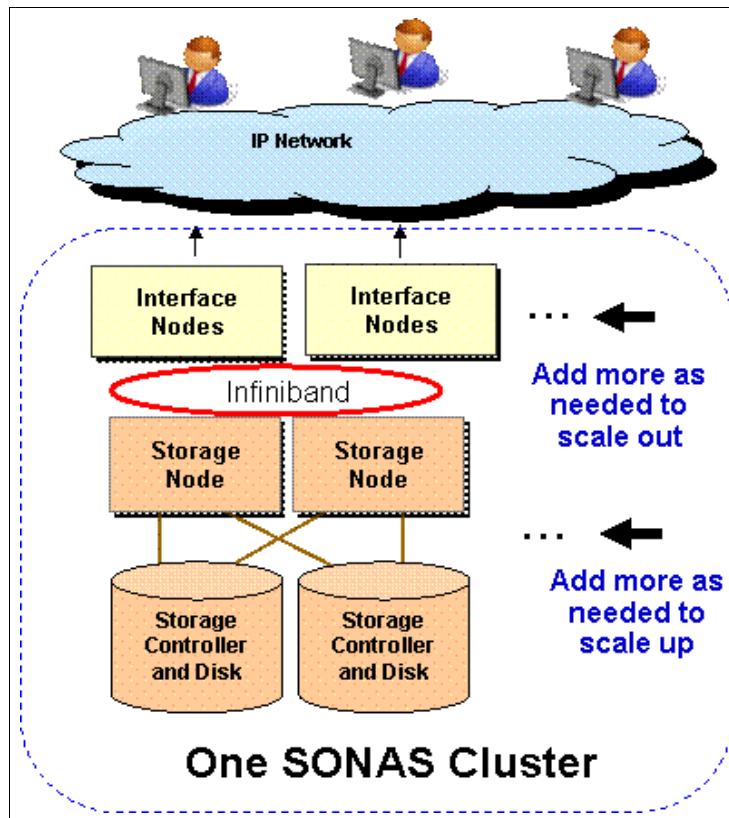 IP Network
Interface
Nodes
Interface
Nodes
...
Add more as
needed to
scale out
Infiniband
Storage
Node
Storage
Node
...
Add more as
needed to
scale up
Storage
Controller
and Disk
Storage
Controller
and Disk
One SONAS Cluster